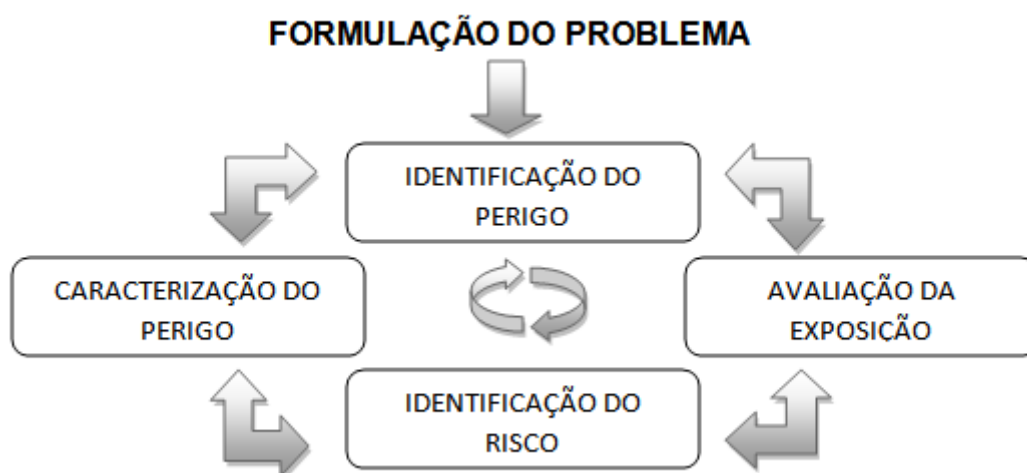 FORMULAÇÃO DO PROBLEMA
IDENTIFICAÇÃO DO
PERIGO
CARACTERIZAÇÃO DO
PERIGO
AVALIAÇÃO DA
EXPOSIÇÃO
IDENTIFICAÇÃO DO
RISCO